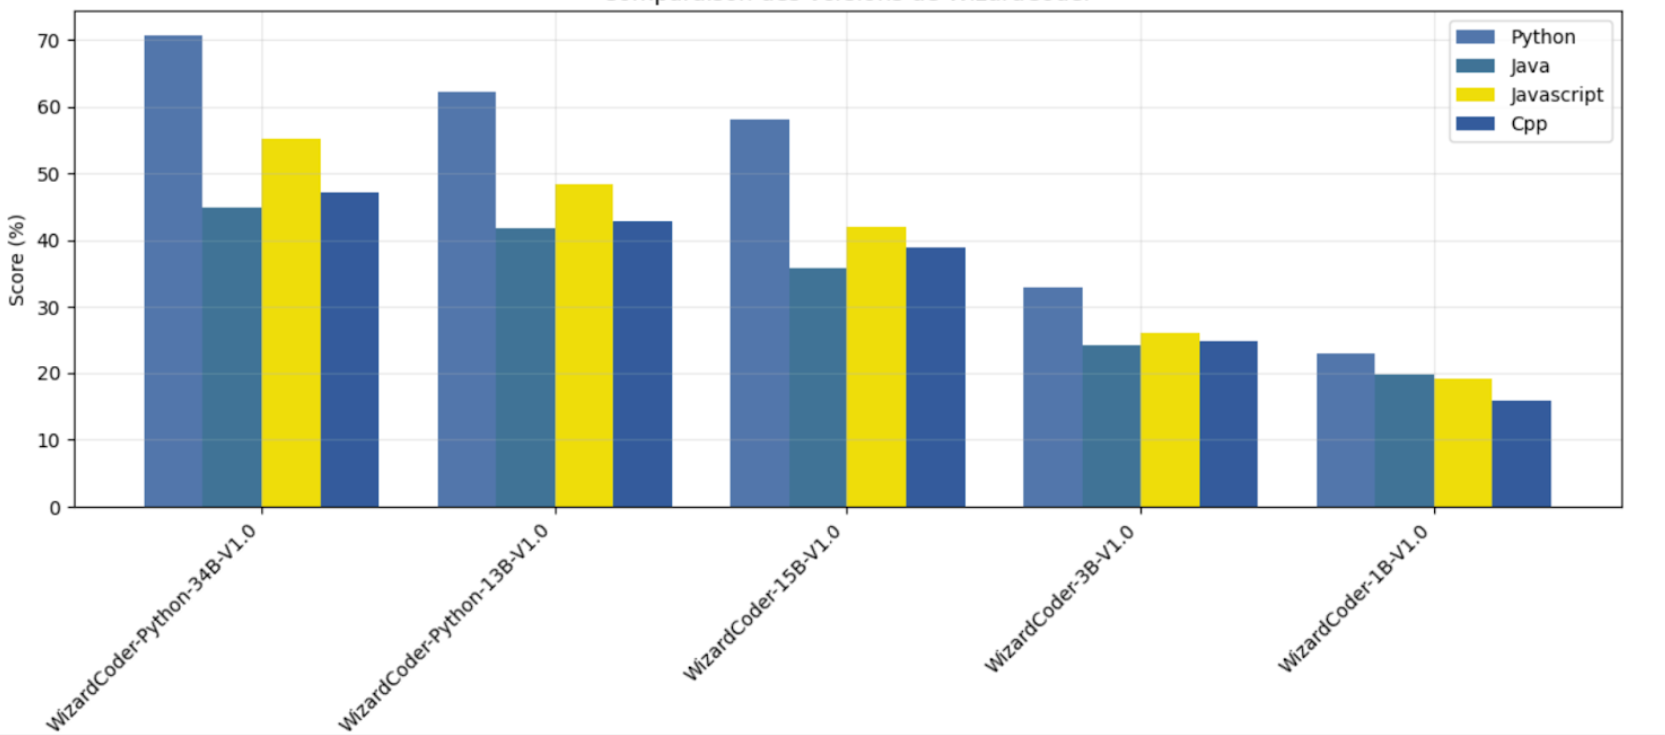 70
60
50
40
30
20
10
0
Score (%)
Python
Java
Javascript
Cpp
WizardCoder-Python-34B-V1.0
WizardCoder-Python-13B-V1.0
WizardCoder-15B-V1.0
WizardCoder-3B-V1.0
WizardCoder-1B-V1.0